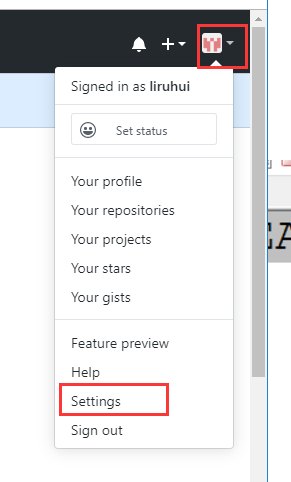 Signed in as liruhui
Set status
Your profile
Your repositories
Your projects
Your stars
Your gists
Feature preview
Help
Settings
Sign out